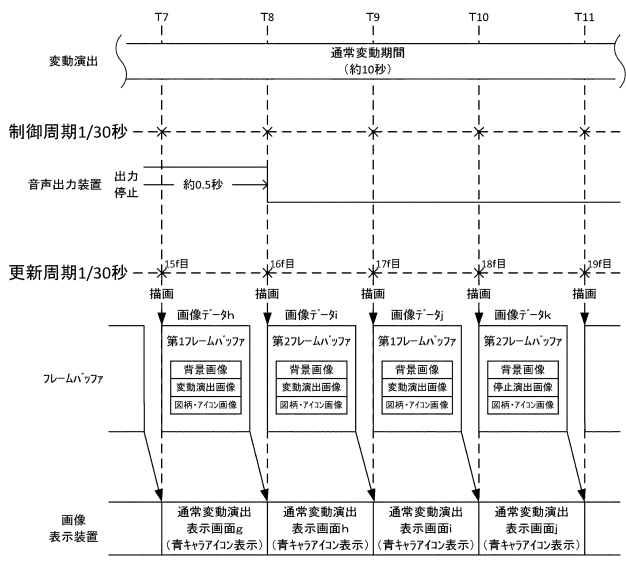 T7 T8 T9 T10 T11
変動演出
通常変動期間
(約10秒)
制御周期1/30秒
音声出力装置
出力
停止
約0.5秒
更新周期1/30秒
15f目 16f目 17f目 18f目 19f目
描画 描画 描画 描画 描画
画像ﾃﾞｰﾀh 画像ﾃﾞｰﾀi 画像ﾃﾞｰﾀj 画像ﾃﾞｰﾀk
第1ﾌﾚｰﾑﾊﾞｯﾌｧ 第2ﾌﾚｰﾑﾊﾞｯﾌｧ 第1ﾌﾚｰﾑﾊﾞｯﾌｧ 第2ﾌﾚｰﾑﾊﾞｯﾌｧ
背景画像 背景画像 背景画像 背景画像
ﾌﾚｰﾑﾊﾞｯﾌｧ
変動演出画像 変動演出画像 変動演出画像 停止演出画像
図柄・ｱｲｺﾝ画像 図柄・ｱｲｺﾝ画像 図柄・ｱｲｺﾝ画像 図柄・ｱｲｺﾝ画像
画像
表示装置
通常変動演出 通常変動演出 通常変動演出 通常変動演出
表示画面g 表示画面h 表示画面i 表示画面j
(青ｷｬﾗｱｲｺﾝ表示) (青ｷｬﾗｱｲｺﾝ表示) (青ｷｬﾗｱｲｺﾝ表示) (青ｷｬﾗｱｲｺﾝ表示)